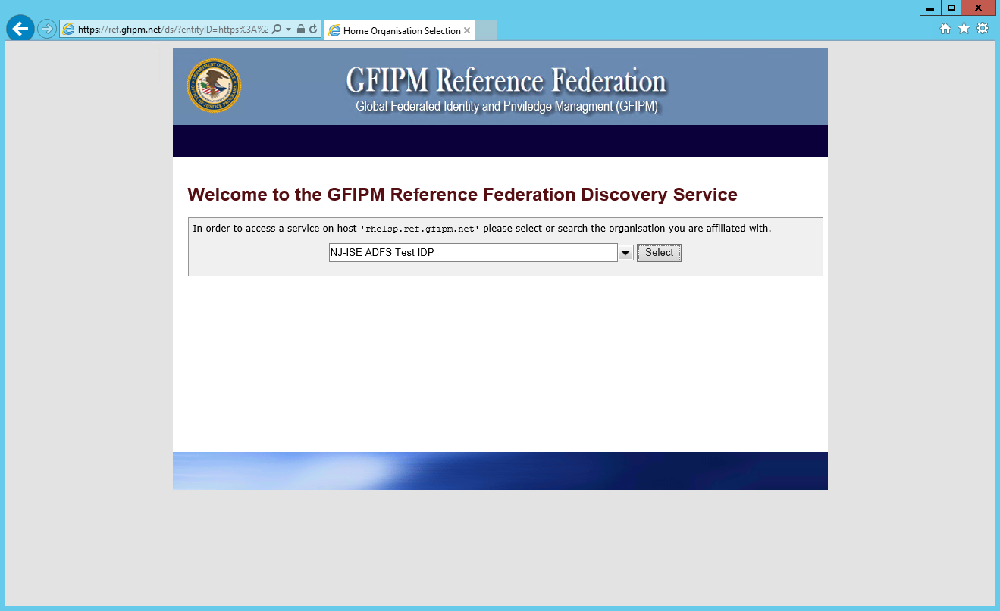 https://ref.gfipm.net/ds/?entityID=https%3A%2
Home Organisation Selection
GFIPM Reference Federation
Global Federated Identity and Priviledge Managment (GFIPM)
Welcome to the GFIPM Reference Federation Discovery Service
In order to access a service on host 'rhelsp.ref.gfipm.net' please select or search the organisation you are affiliated with.
NJ-ISE ADFS Test IDP
Select